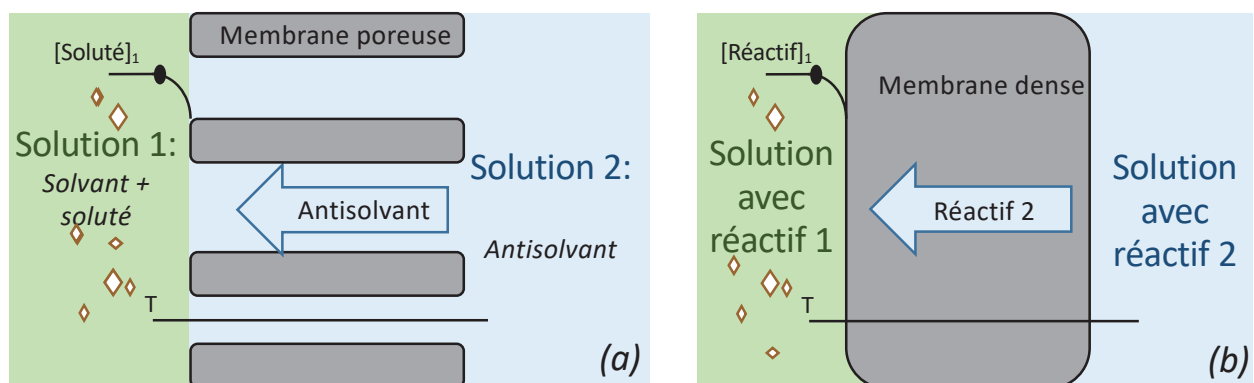 Membrane poreuse
[Soluté]₁
Solution 1:
Solvant +
soluté
Antisolvant
Solution 2:
Antisolvant
T
(a)
[Réactif]₁
Membrane dense
Solution
avec
réactif 1
Réactif 2
Solution
avec
réactif 2
T
(b)